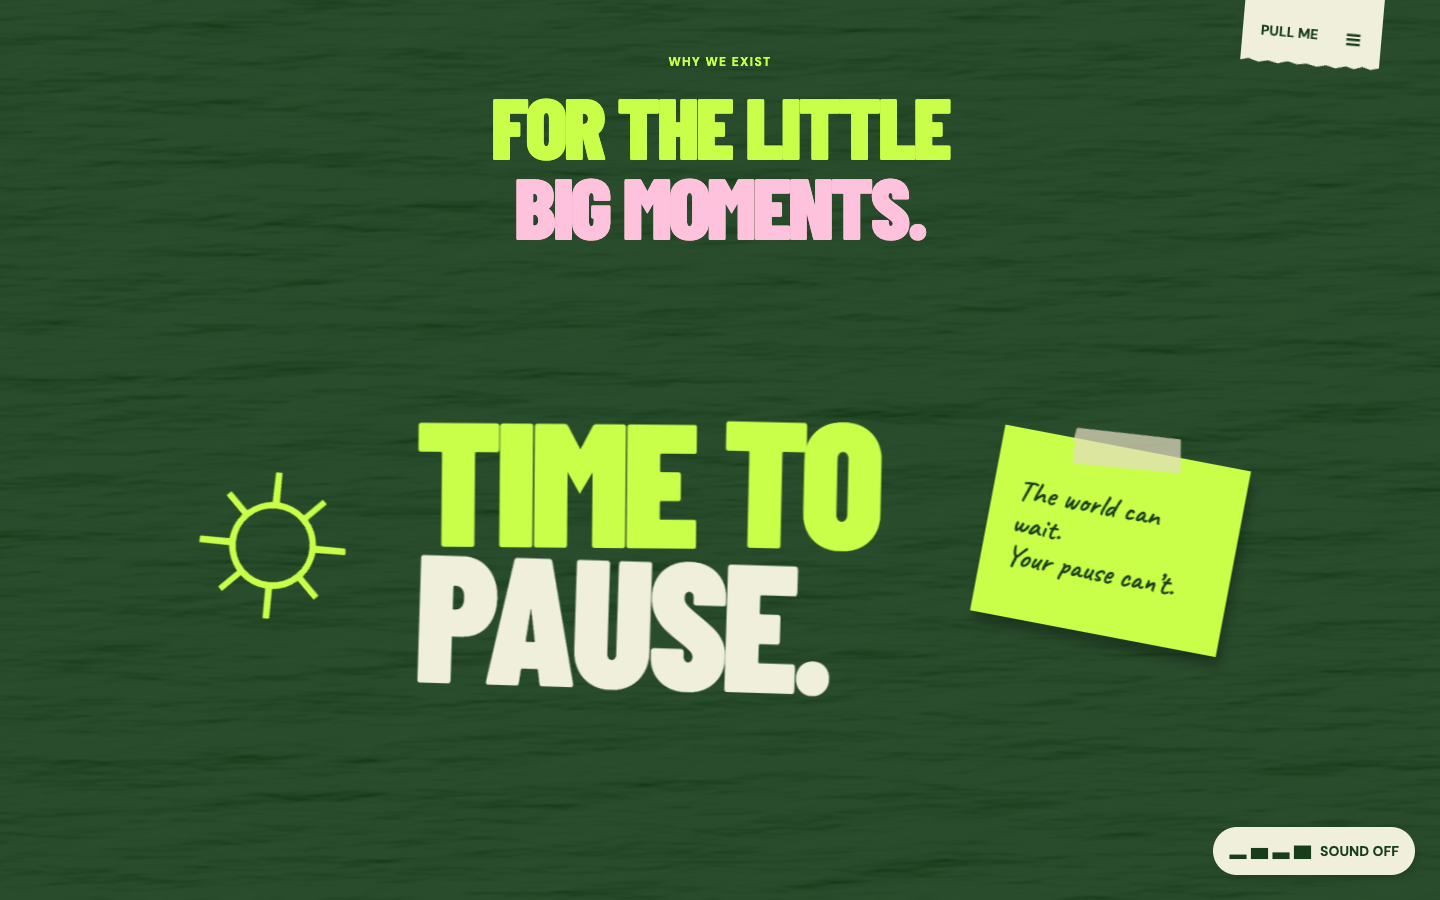 PULL ME
WHY WE EXIST
FOR THE LITTLE
BIG MOMENTS.
TIME TO
PAUSE.
The world can
wait.
Your pause can't.
SOUND OFF